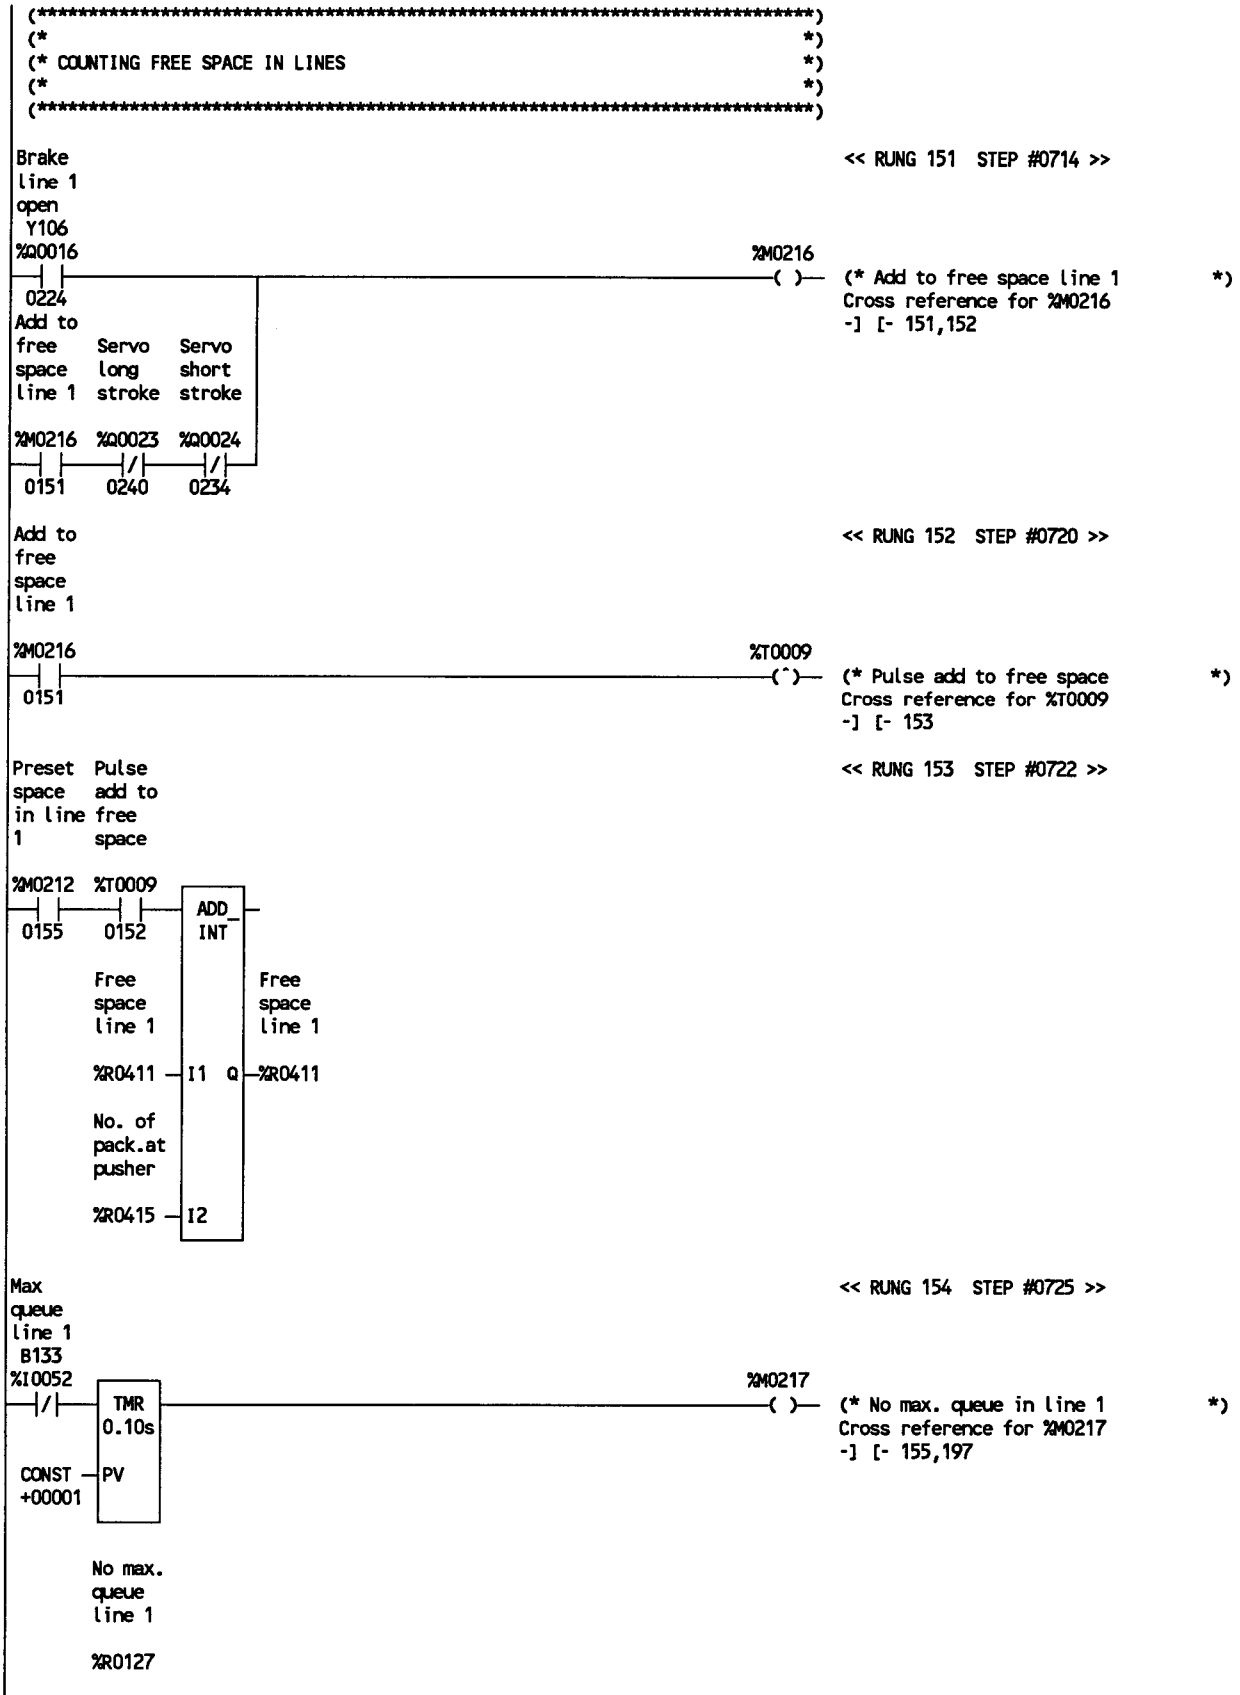 (***************************************************************************)
(* *)
(* COUNTING FREE SPACE IN LINES *)
(* *)
(***************************************************************************)
Brake << RUNG 151 STEP #0714 >>
line 1
open
Y106
%Q0016 %M0216
( ) (* Add to free space line 1 *)
0224 Cross reference for %M0216
Add to -] [- 151,152
free Servo Servo
space long short
line 1 stroke stroke
%M0216 %Q0023 %Q0024
/ /
0151 0240 0234
Add to << RUNG 152 STEP #0720 >>
free
space
line 1
%M0216 %T0009
(^) (* Pulse add to free space *)
0151 Cross reference for %T0009
-] [- 153
Preset Pulse << RUNG 153 STEP #0722 >>
space add to
in line free
1 space
%M0212 %T0009
ADD_
0155 0152 INT
Free Free
space space
line 1 line 1
%R0411 I1 Q %R0411
No. of
pack.at
pusher
%R0415 I2
Max << RUNG 154 STEP #0725 >>
queue
line 1
B133
%I0052 %M0217
/ TMR ( ) (* No max. queue in line 1 *)
0.10s Cross reference for %M0217
-] [- 155,197
CONST PV
+00001
No max.
queue
line 1
%R0127